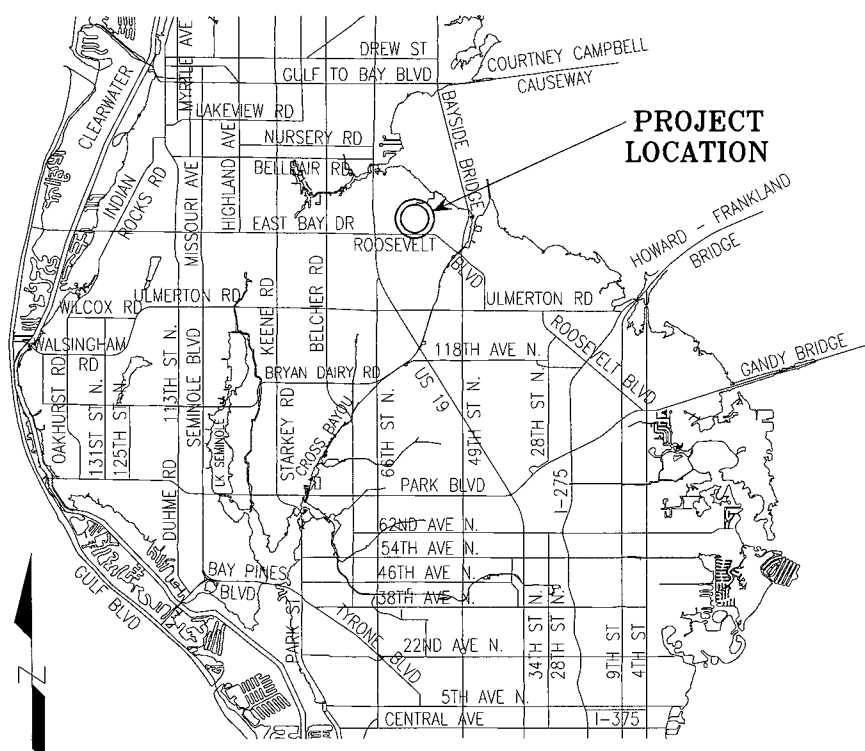 DREW ST
COURTNEY CAMPBELL
CAUSEWAY
GULF TO BAY BLVD
MYRTLE AVE
CLEARWATER
LAKEVIEW RD
HIGHLAND AVE
NURSERY RD
BELLEAIR RD
BAYSIDE BRIDGE
PROJECT
LOCATION
INDIAN
ROCKS RD
MISSOURI AVE
EAST BAY DR
ROOSEVELT
BLVD
HOWARD - FRANKLAND
BRIDGE
ULMERTON RD
ULMERTON RD
WILCOX RD
WALSINGHAM
RD
KEENE RD
BELCHER RD
118TH AVE N.
ROOSEVELT BLVD
GANDY BRIDGE
BRYAN DAIRY RD
US 19
OAKHURST RD
131ST ST N.
125TH ST N.
113TH ST N.
SEMINOLE BLVD
LK SEMINOLE
STARKEY RD
CROSS BAYOU
66TH ST N.
49TH ST N.
28TH ST N.
I-275
DUHME RD
PARK BLVD
62ND AVE N.
54TH AVE N.
46TH AVE N.
38TH AVE N.
BAY PINES
BLVD
GULF BLVD
PARK ST
TYRONE BLVD
22ND AVE N.
34TH ST N.
28TH ST N.
9TH ST
4TH ST
5TH AVE N.
CENTRAL AVE
I-375
N